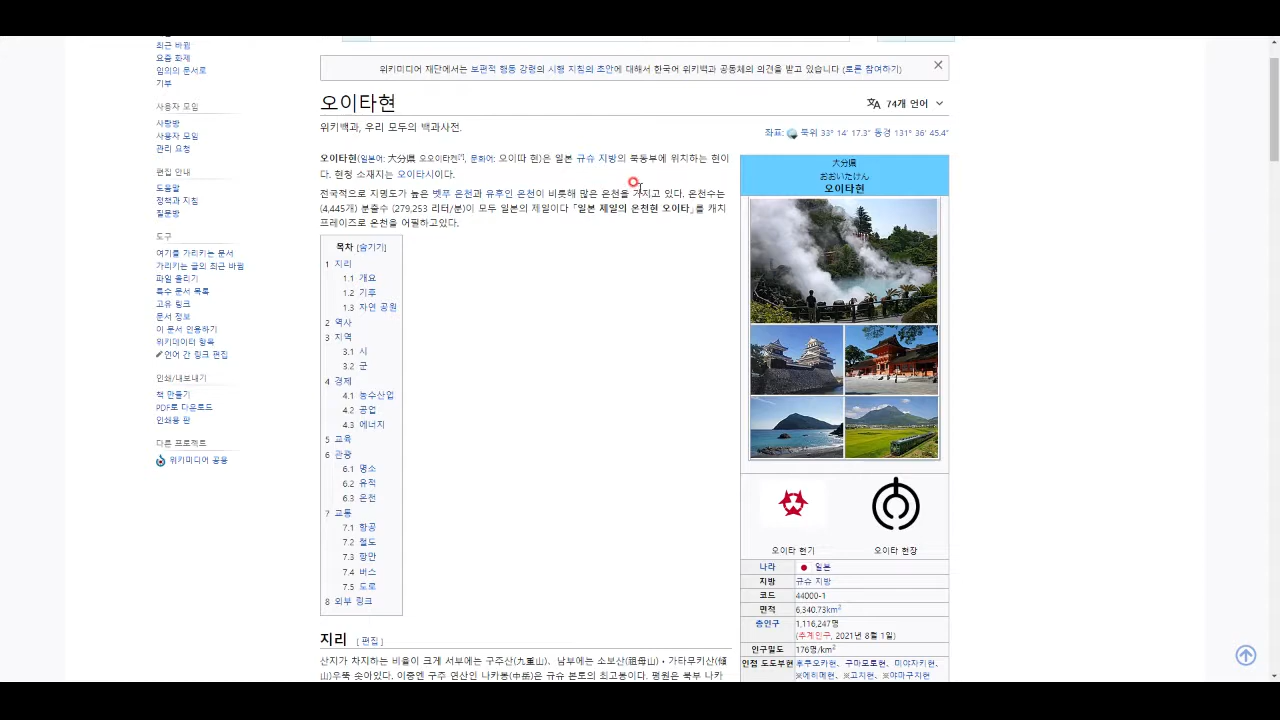 최근 바뀜
요즘 화제
임의의 문서로
기부
사용자 모임
사랑방
사용자 모임
관리 요청
편집 안내
도움말
정책과 지침
질문방
도구
여기를 가리키는 문서
가리키는 글의 최근 바뀜
파일 올리기
특수 문서 목록
고유 링크
문서 정보
이 문서 인용하기
위키데이터 항목
언어 간 링크 편집
인쇄/내보내기
책 만들기
PDF로 다운로드
인쇄용 판
다른 프로젝트
위키미디어 공용
위키미디어 재단에서는 보편적 행동 강령의 시행 지침의 초안에 대해서 한국어 위키백과 공동체의 의견을 받고 있습니다 (토론 참여하기)
오이타현
74개 언어
위키백과, 우리 모두의 백과사전.
좌표: 북위 33° 14′ 17.3″ 동경 131° 36′ 45.4″
오이타현(일본어: 大分県 오오이타켄[?], 문화어: 오이따 현)은 일본 규슈 지방의 북동부에 위치하는 현이
다. 현청 소재지는 오이타시이다.
전국적으로 지명도가 높은 벳푸 온천과 유후인 온천이 비롯해 많은 온천을 가지고 있다. 온천수는
(4,445개) 분출수 (279,253 리터/분)이 모두 일본의 제일이다 「일본 제일의 온천현 오이타」를 캐치
프레이즈로 온천을 어필하고있다.
목차 [숨기기]
1 지리
1.1 개요
1.2 기후
1.3 자연 공원
2 역사
3 지역
3.1 시
3.2 군
4 경제
4.1 농수산업
4.2 공업
4.3 에너지
5 교육
6 관광
6.1 명소
6.2 유적
6.3 온천
7 교통
7.1 항공
7.2 철도
7.3 항만
7.4 버스
7.5 도로
8 외부 링크
지리 [편집]
산지가 차지하는 비율이 크게 서부에는 구주산(九重山), 남부에는 소보산(祖母山)・가타무키산(傾
山)우뚝 솟아있다. 이중엔 구주 연산인 나카봉(中岳)은 규슈 본토의 최고봉이다. 평원은 북부 나카
大分県
おおいたけん
오이타현
오이타 현기
오이타 현장
나라 일본
지방 규슈 지방
코드 44000-1
면적 6,340.73km²
총인구 1,116,247명
(추계인구, 2021년 8월 1일)
인구밀도 176명/km²
인접 도도부현 후쿠오카현、구마모토현、미야자키현、
※에히메현、※고치현、※야마구치현